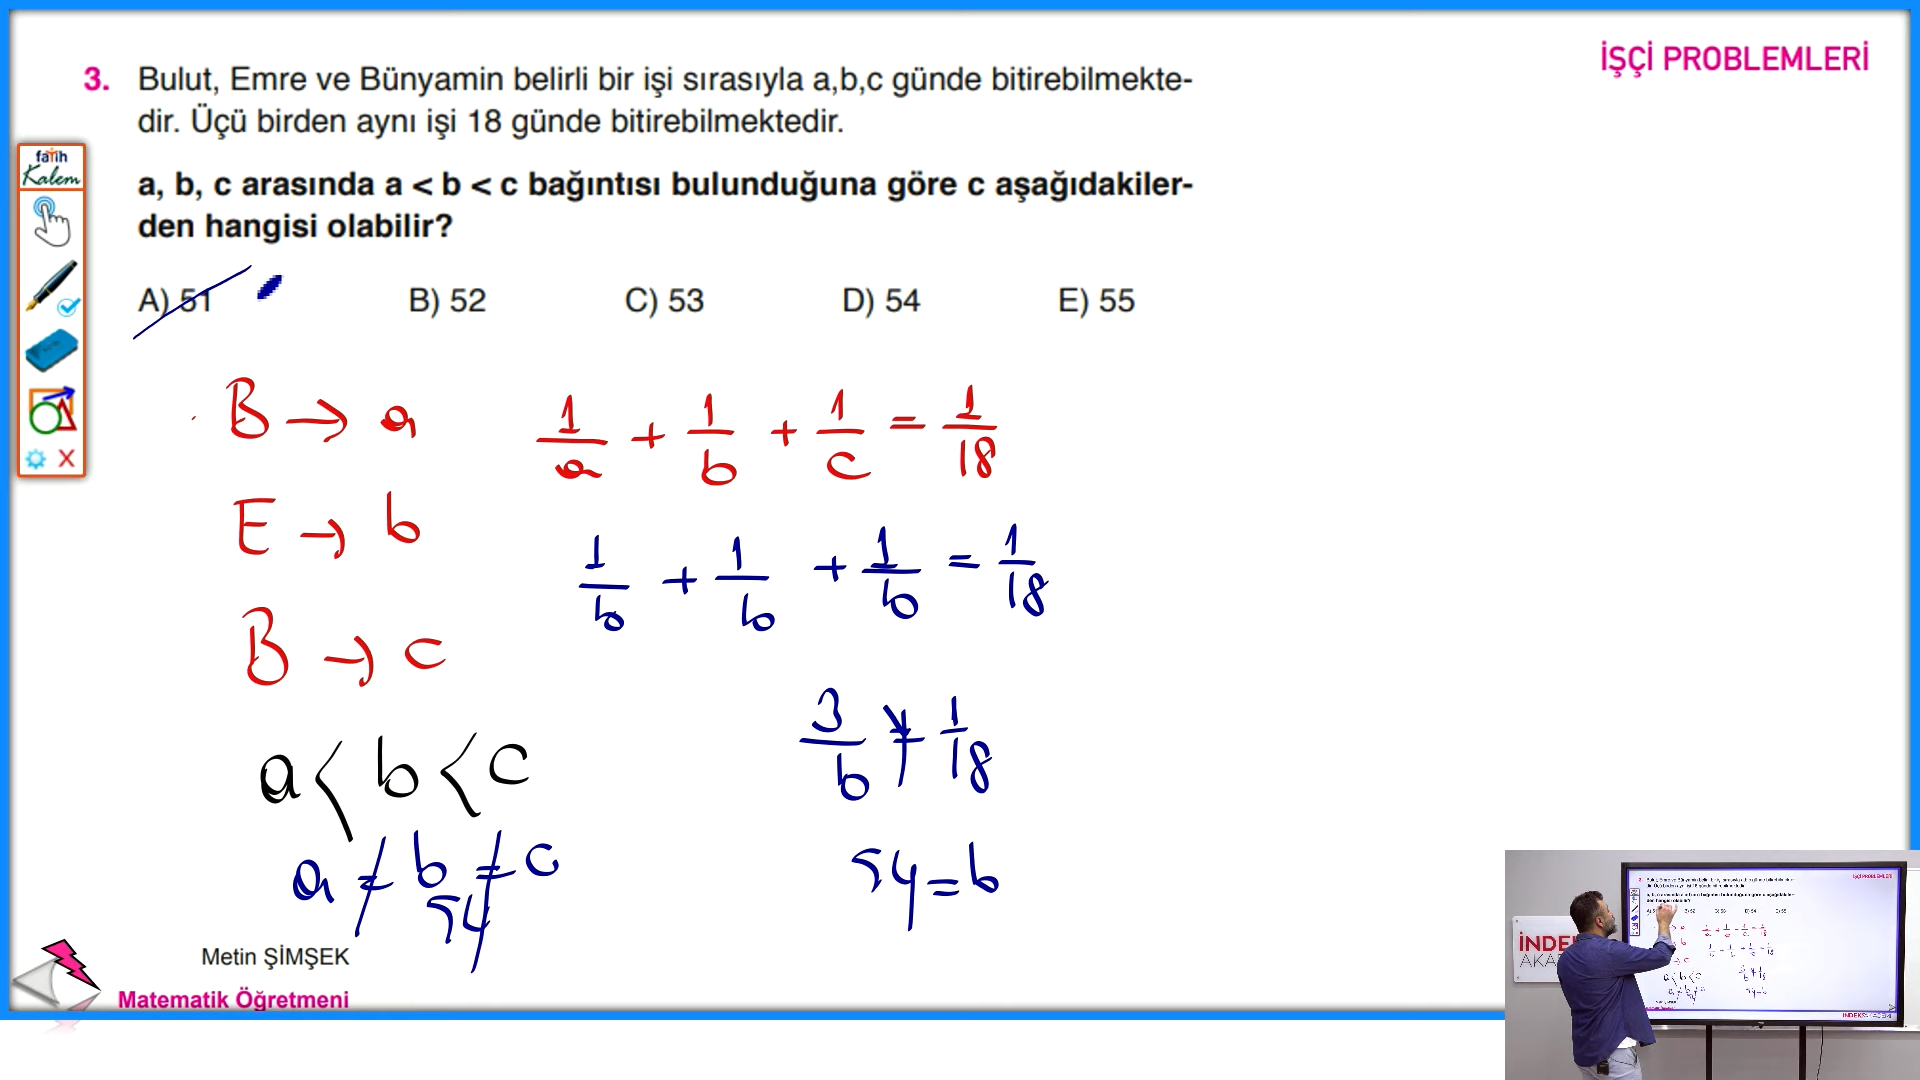 İŞÇİ PROBLEMLERİ
3. Bulut, Emre ve Bünyamin belirli bir işi sırasıyla a,b,c günde bitirebilmekte-
dir. Üçü birden aynı işi 18 günde bitirebilmektedir.
a, b, c arasında a < b < c bağıntısı bulunduğuna göre c aşağıdakiler-
den hangisi olabilir?
A) 51 B) 52 C) 53 D) 54 E) 55
fatih
Kalem
X
B → a
1/a + 1/b + 1/c = 1/18
E → b
1/b + 1/b + 1/b = 1/18
B → c
3/b ≠ 1/18
a < b < c
a ≠ b ≠ c
54
54 = b
Metin ŞİMŞEK
Matematik Öğretmeni